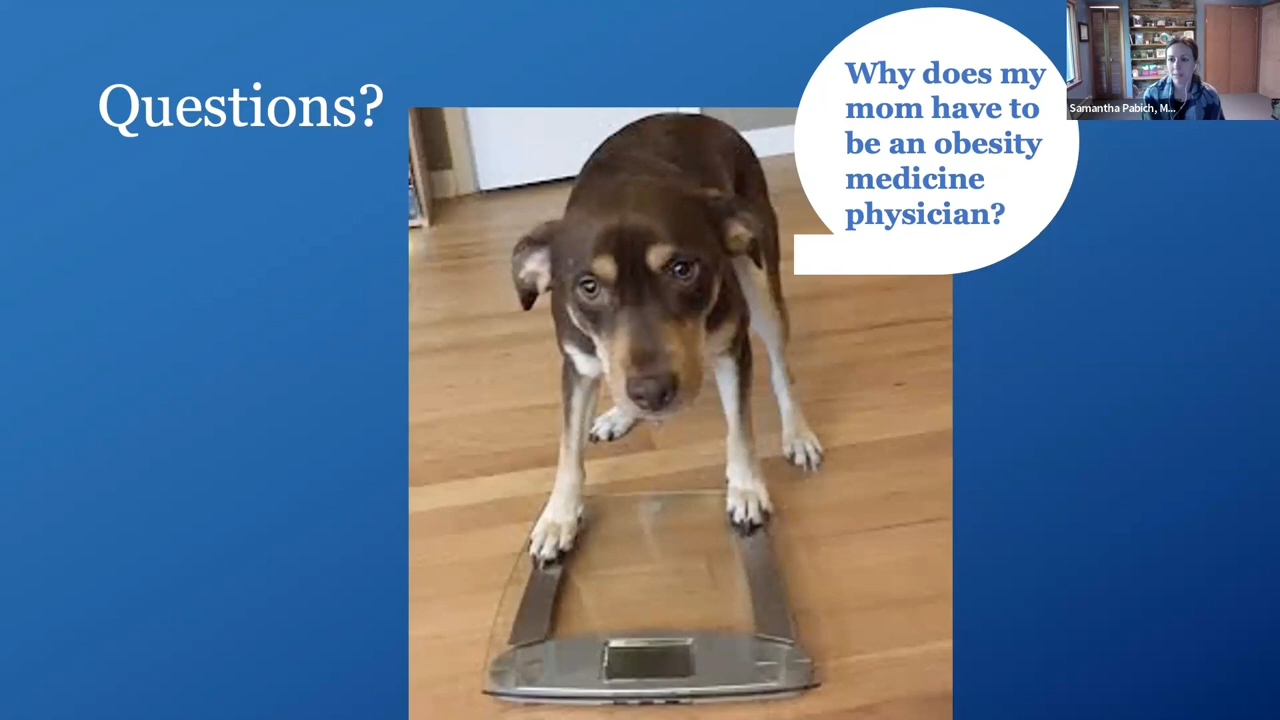 Questions?
Why does my
mom have to
be an obesity
medicine
physician?
Samantha Pabich, M...